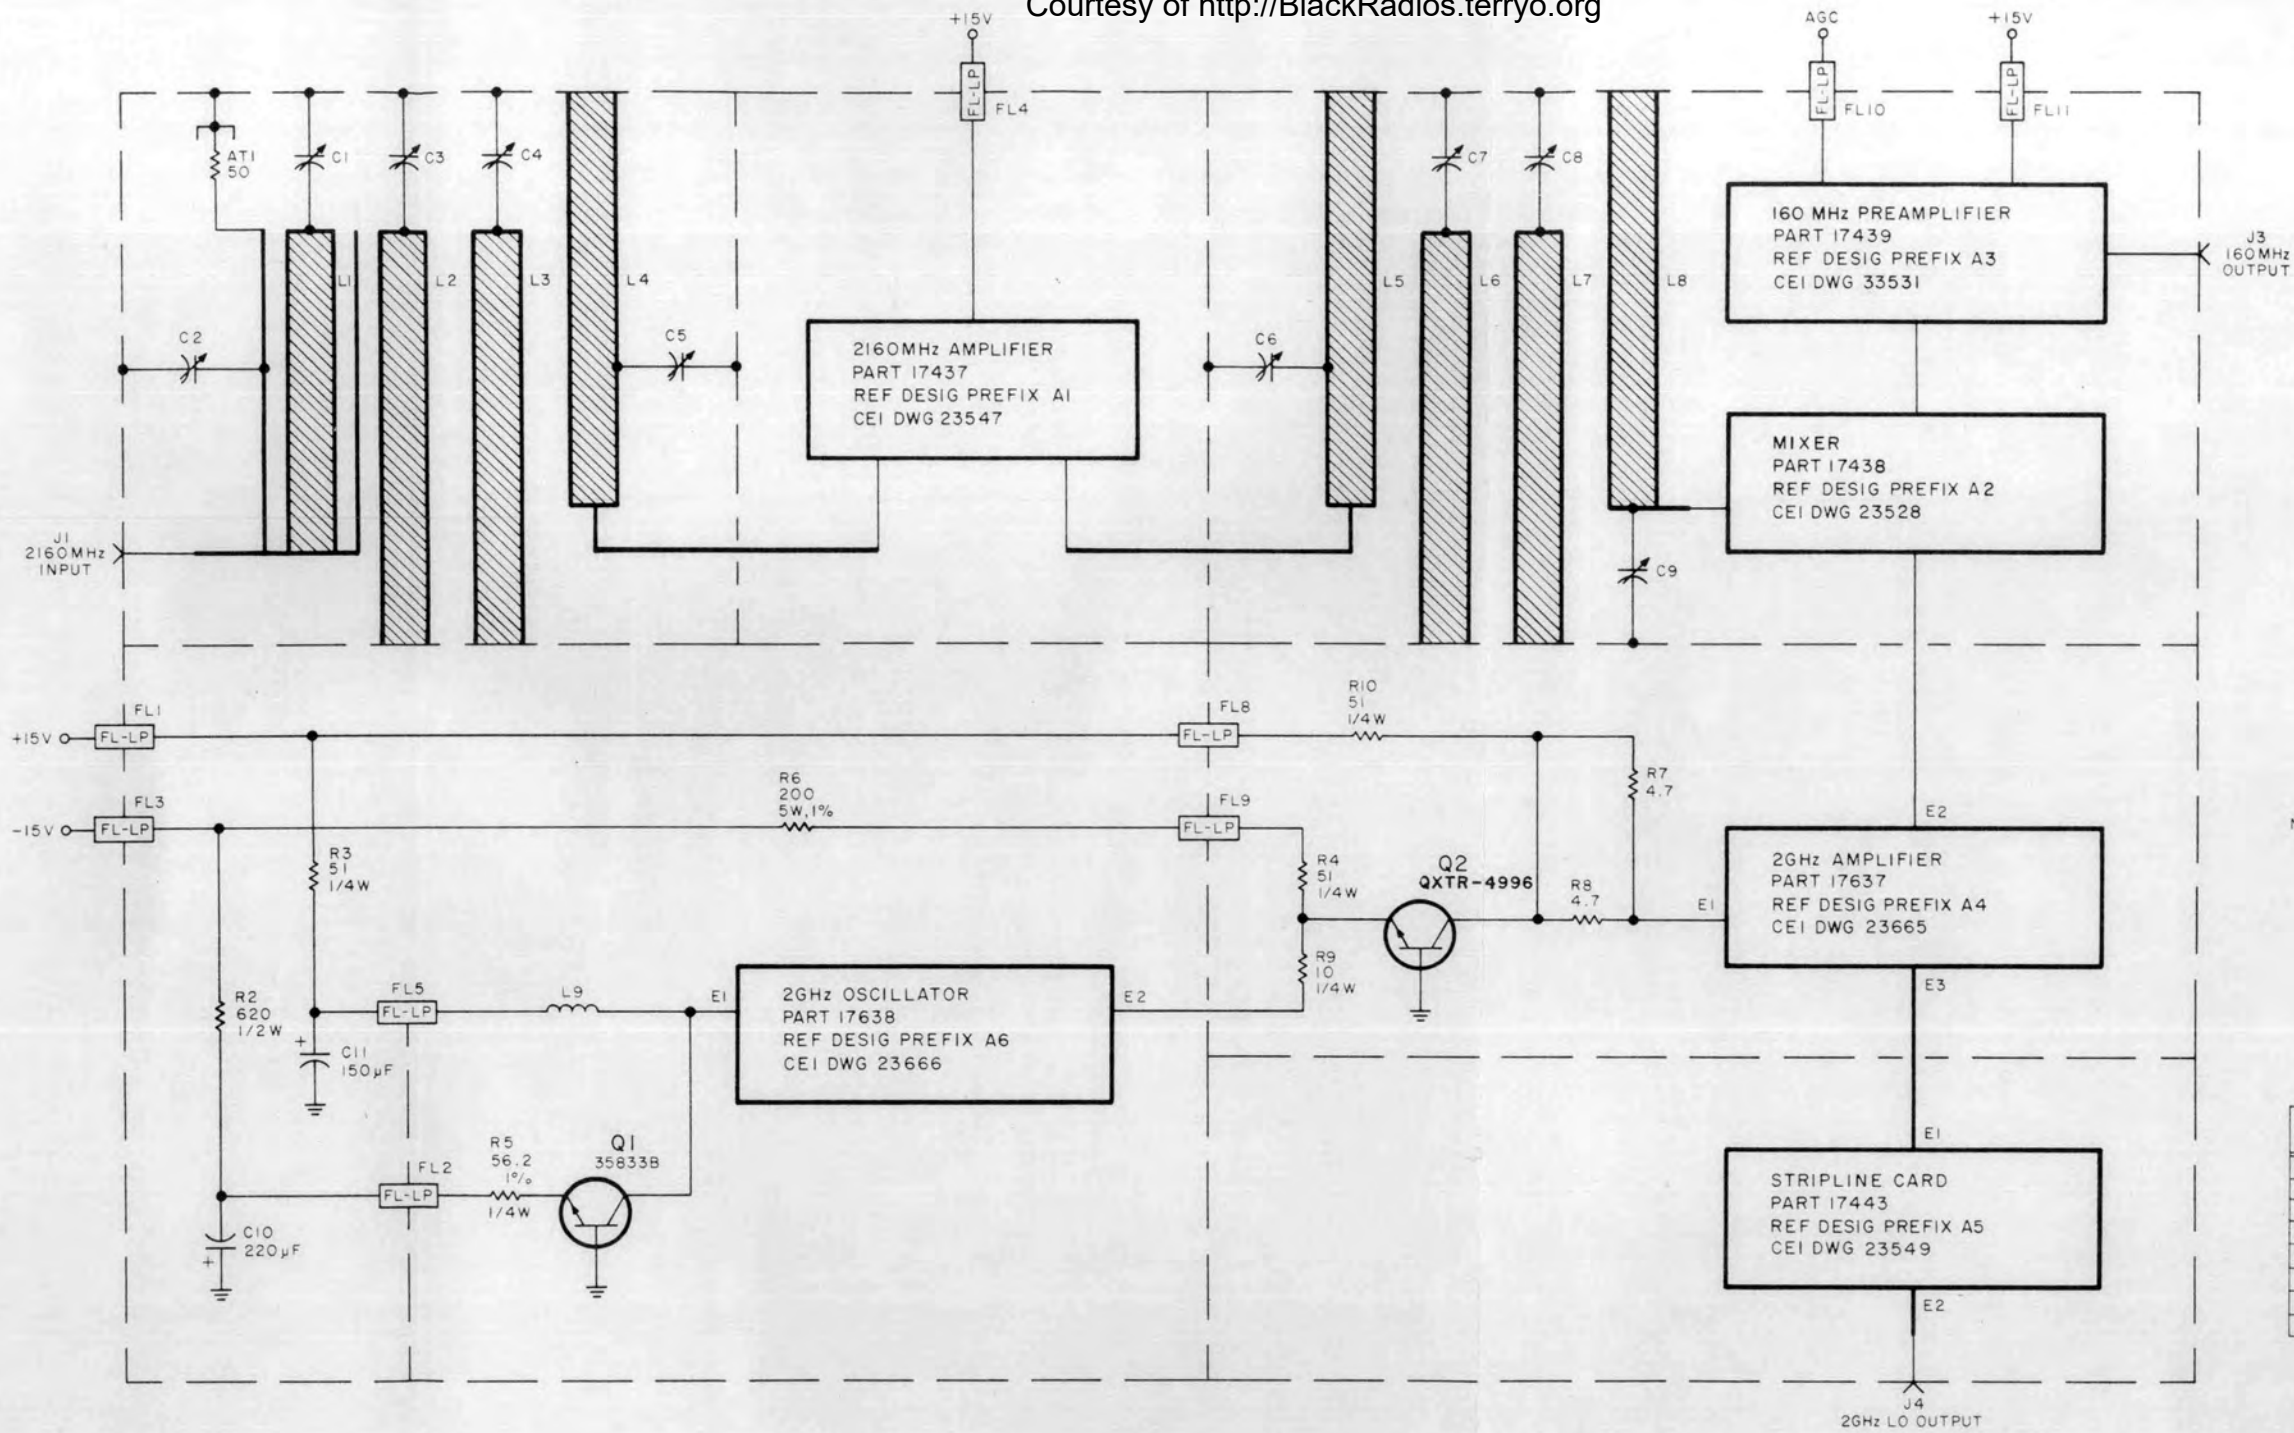 Courtesy of http://BlackRadios.terryo.org
+15V
AGC
+15V
FL-LP
FL4
FL-LP
FL10
FL-LP
FL11
AT1
50
C1
C3
C4
C7
C8
160 MHz PREAMPLIFIER
PART 17439
REF DESIG PREFIX A3
CEI DWG 33531
J3
160MHz
OUTPUT
L1
L2
L3
L4
L5
L6
L7
L8
C2
C5
C6
2160MHz AMPLIFIER
PART 17437
REF DESIG PREFIX A1
CEI DWG 23547
MIXER
PART 17438
REF DESIG PREFIX A2
CEI DWG 23528
J1
2160MHz
INPUT
C9
FL1
+15V
FL-LP
FL8
FL-LP
R10
51
1/4W
R7
4.7
FL3
-15V
FL-LP
R6
200
5W,1%
FL9
FL-LP
R3
51
1/4W
R4
51
1/4W
Q2
QXTR-4996
R8
4.7
E2
E1
2GHz AMPLIFIER
PART 17637
REF DESIG PREFIX A4
CEI DWG 23665
E3
R9
10
1/4W
R2
620
1/2W
FL5
FL-LP
L9
E1
2GHz OSCILLATOR
PART 17638
REF DESIG PREFIX A6
CEI DWG 23666
E2
+
C11
150µF
R5
56.2
1%
1/4W
Q1
35833B
FL2
FL-LP
E1
STRIPLINE CARD
PART 17443
REF DESIG PREFIX A5
CEI DWG 23549
E2
C10
220µF
+
J4
2GHz LO OUTPUT